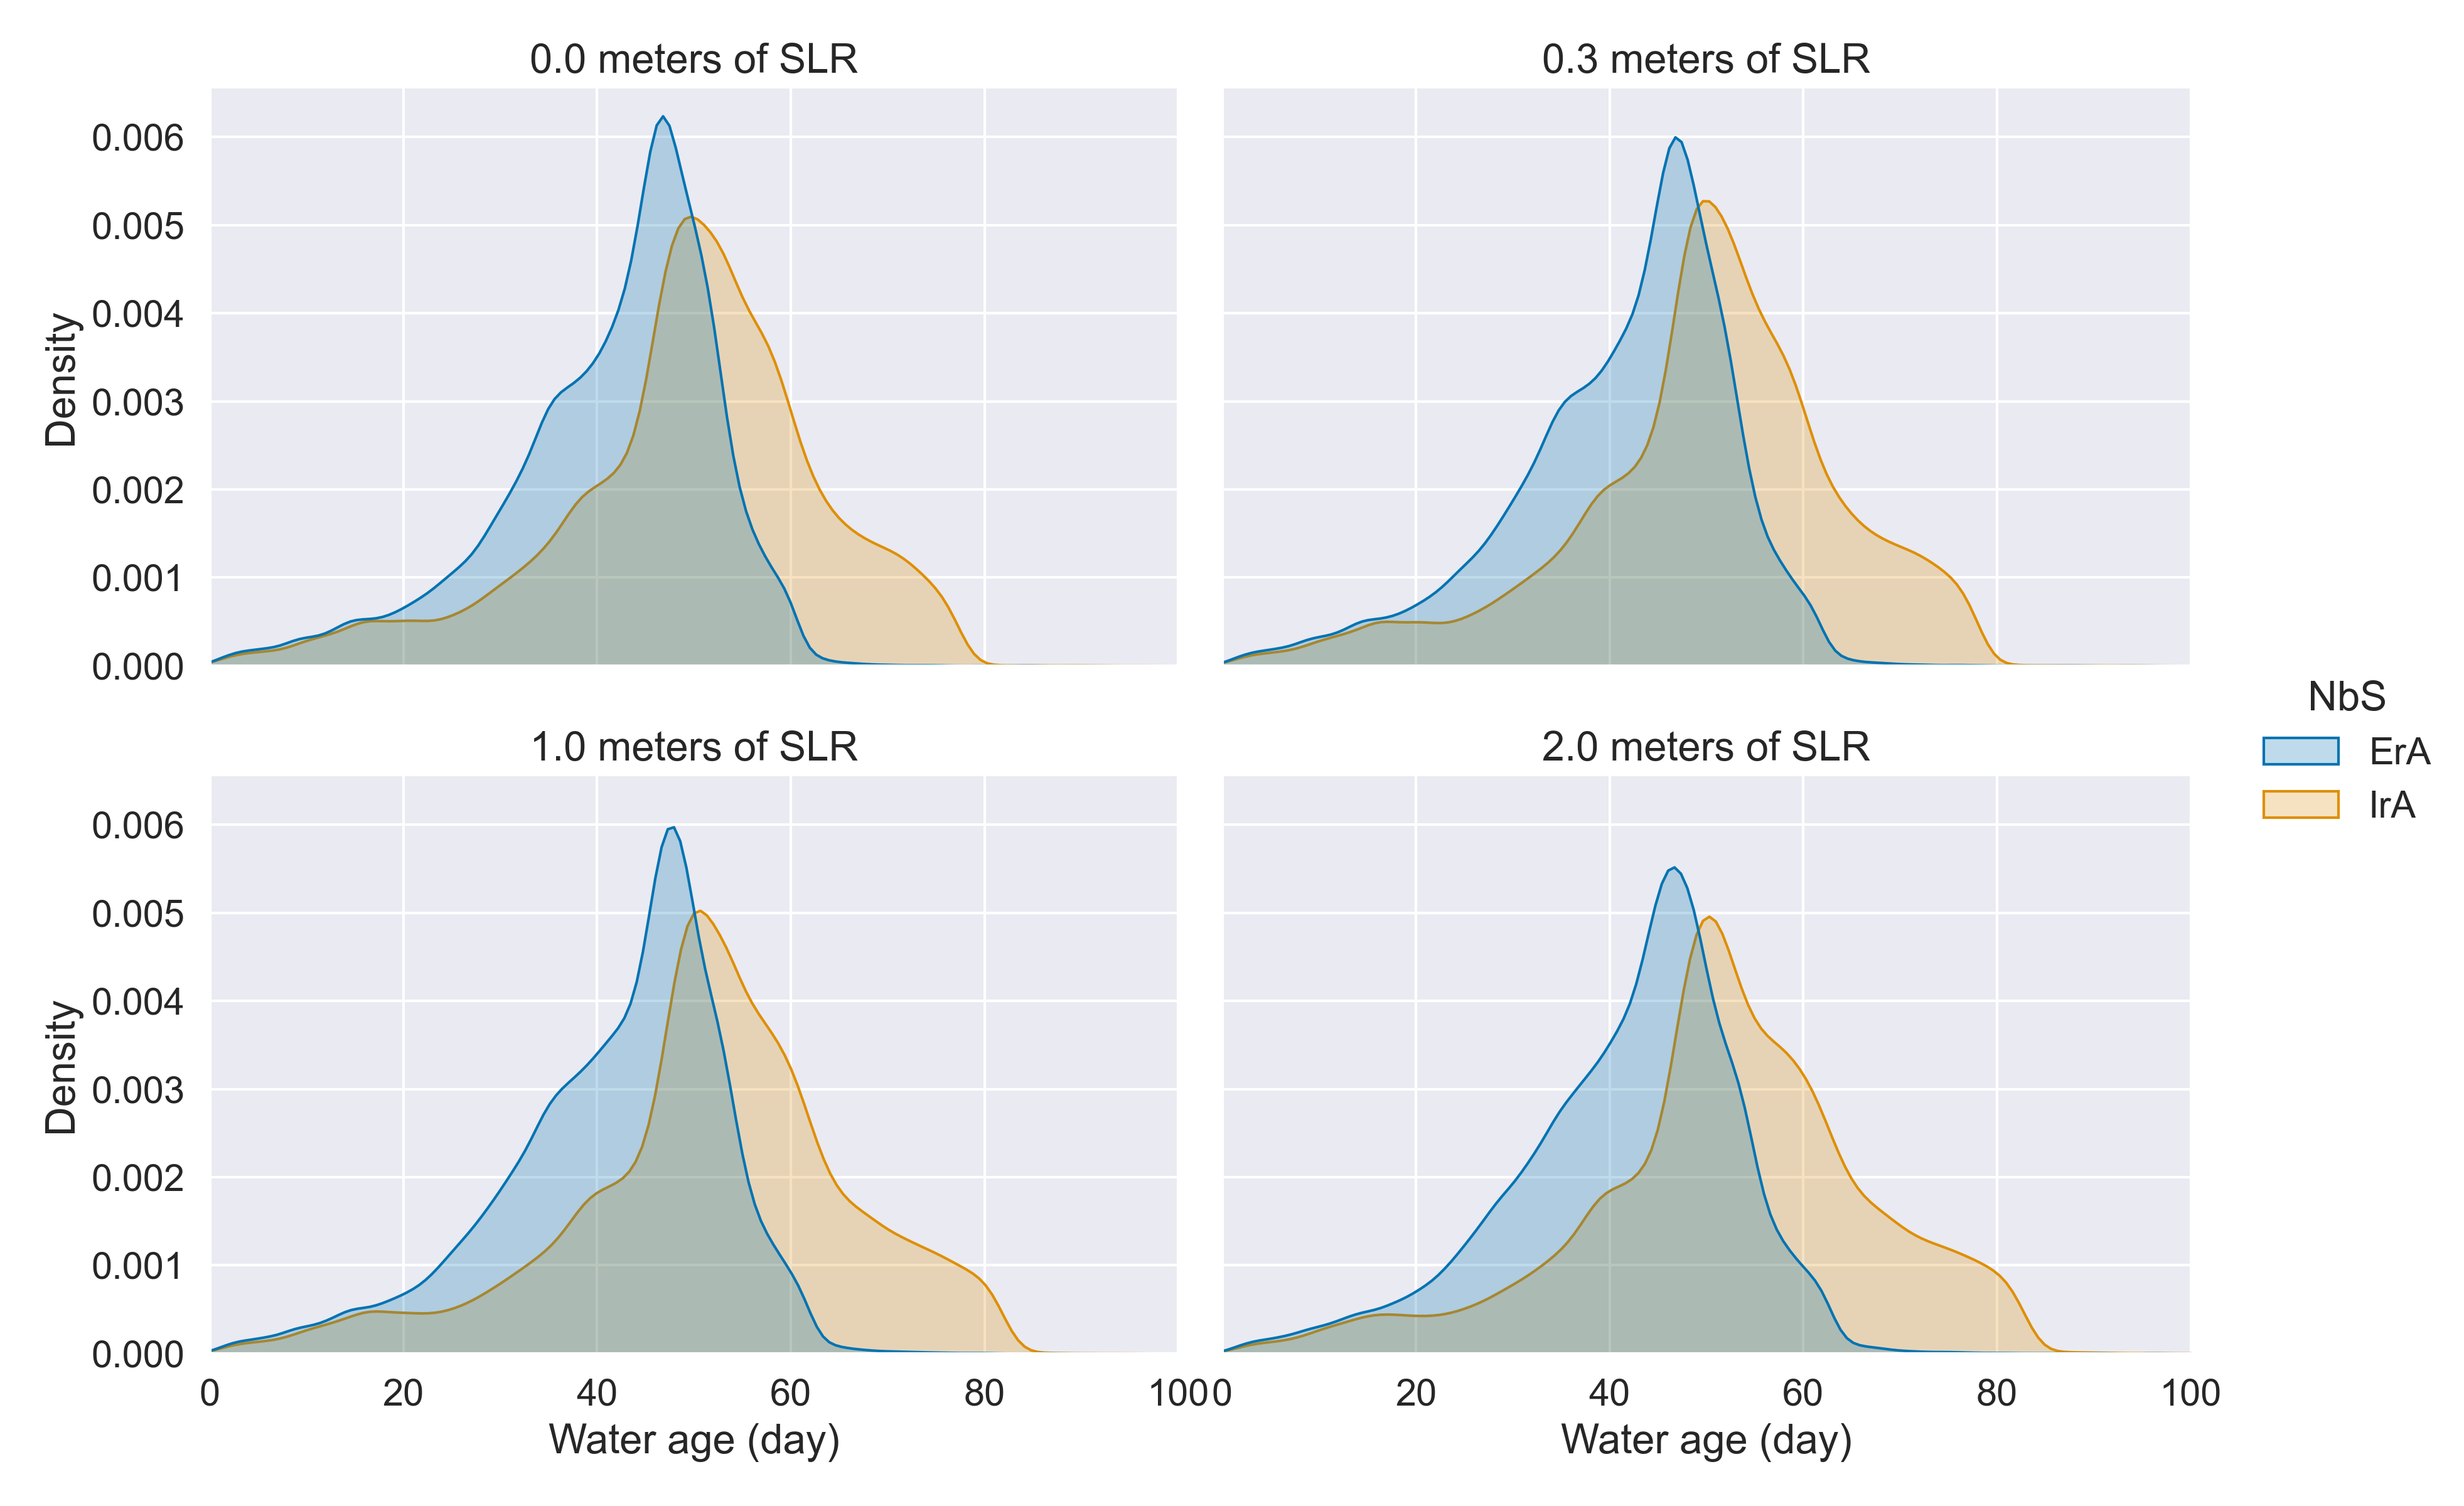 0.0 meters of SLR
0.3 meters of SLR
Density
0.006
0.005
0.004
0.003
0.002
0.001
0.000
NbS
ErA
IrA
1.0 meters of SLR
2.0 meters of SLR
Density
0.006
0.005
0.004
0.003
0.002
0.001
0.000
0 20 40 60 80 100
0 20 40 60 80 100
Water age (day)
Water age (day)